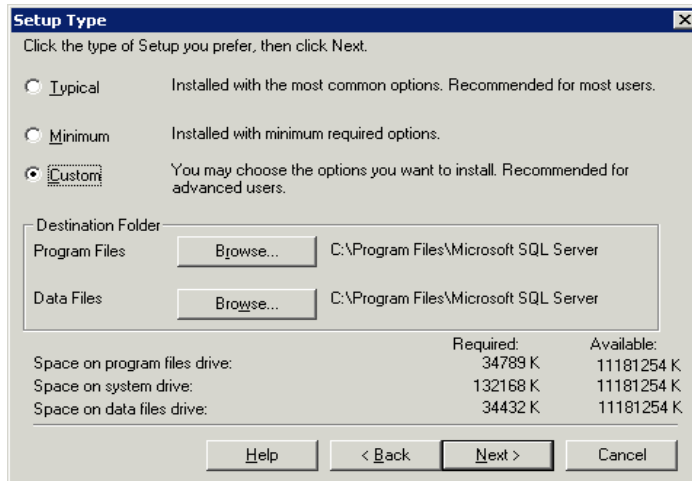 Setup Type
Click the type of Setup you prefer, then click Next.
Typical Installed with the most common options. Recommended for most users.
Minimum Installed with minimum required options.
Custom You may choose the options you want to install. Recommended for
advanced users.
Destination Folder
Program Files Browse... C:\Program Files\Microsoft SQL Server
Data Files Browse... C:\Program Files\Microsoft SQL Server
Required: Available:
Space on program files drive: 34789 K 11181254 K
Space on system drive: 132168 K 11181254 K
Space on data files drive: 34432 K 11181254 K
Help < Back Next > Cancel